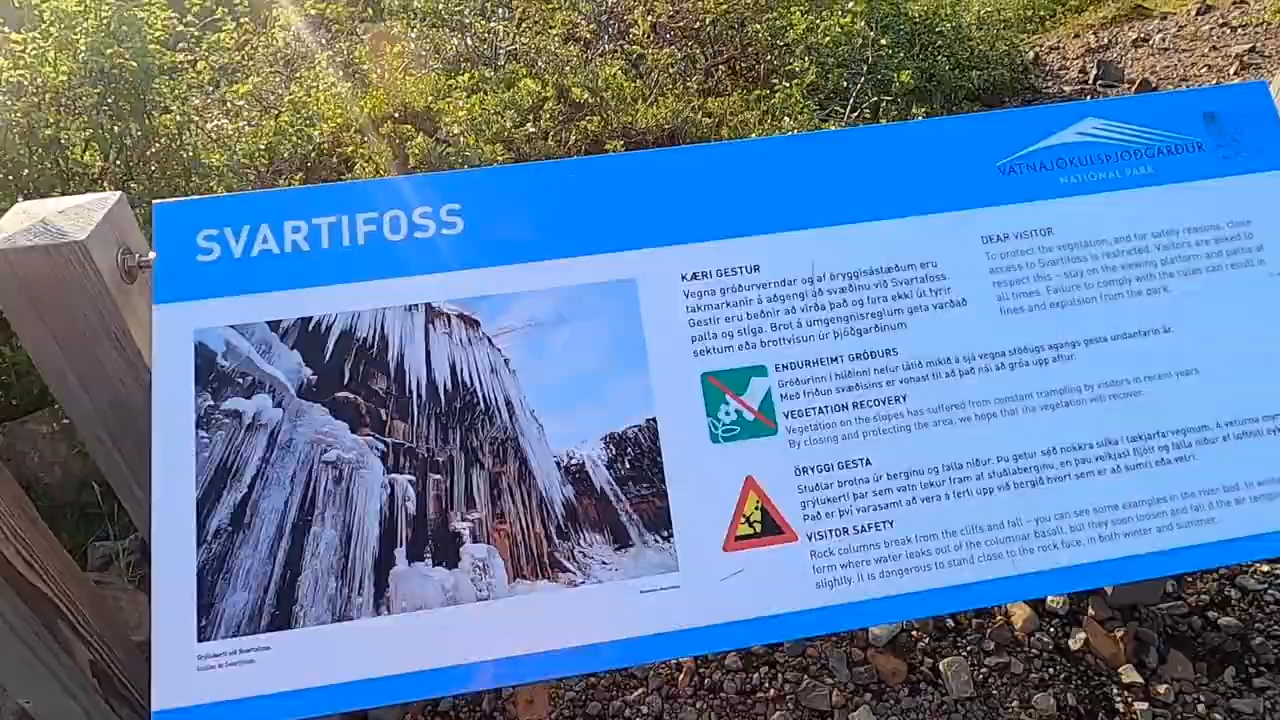 SVARTIFOSS
VATNAJÖKULSÞJÓÐGARÐUR
NATIONAL PARK
KÆRI GESTUR
Vegna gróðurverndar og af öryggisástæðum eru
takmarkanir á aðgengi að svæðinu við Svartafoss.
Gestir eru beðnir að virða það og fara ekki út fyrir
palla og stíga. Brot á umgengnisreglum geta varðað
sektum eða brottvísun úr þjóðgarðinum
DEAR VISITOR
To protect the vegetation, and for safety reasons, close
access to Svartifoss is restricted. Visitors are asked to
respect this – stay on the viewing platform and paths at
all times. Failure to comply with the rules can result in
fines and expulsion from the park.
ENDURHEIMT GRÓÐURS
Gróðurinn í hlíðinni hefur látið mikið á sjá vegna stöðugs ágangs gesta undanfarin ár.
Með friðun svæðisins er vonast til að það nái að gróa upp aftur.
VEGETATION RECOVERY
Vegetation on the slopes has suffered from constant trampling by visitors in recent years
By closing and protecting the area, we hope that the vegetation will recover.
ÖRYGGI GESTA
Stuðlar brotna úr berginu og falla niður. Þú getur séð nokkra slíka í lækjarfarveginum. Á veturna
grýlukerti þar sem vatn lekur fram af stuðlaberginu, en þau veikjast fljótt og falla niður ef lofthiti
Það er því varasamt að vera á ferli upp við bergið hvort sem er að sumri eða vetri.
VISITOR SAFETY
Rock columns break from the cliffs and fall – you can see some examples in the river bed. In
form where water leaks out of the columnar basalt, but they soon loosen and fall if the air
slightly. It is dangerous to stand close to the rock face, in both winter and summer.
Grýlukerti við Svartafoss.
Icicles at Svartifoss.